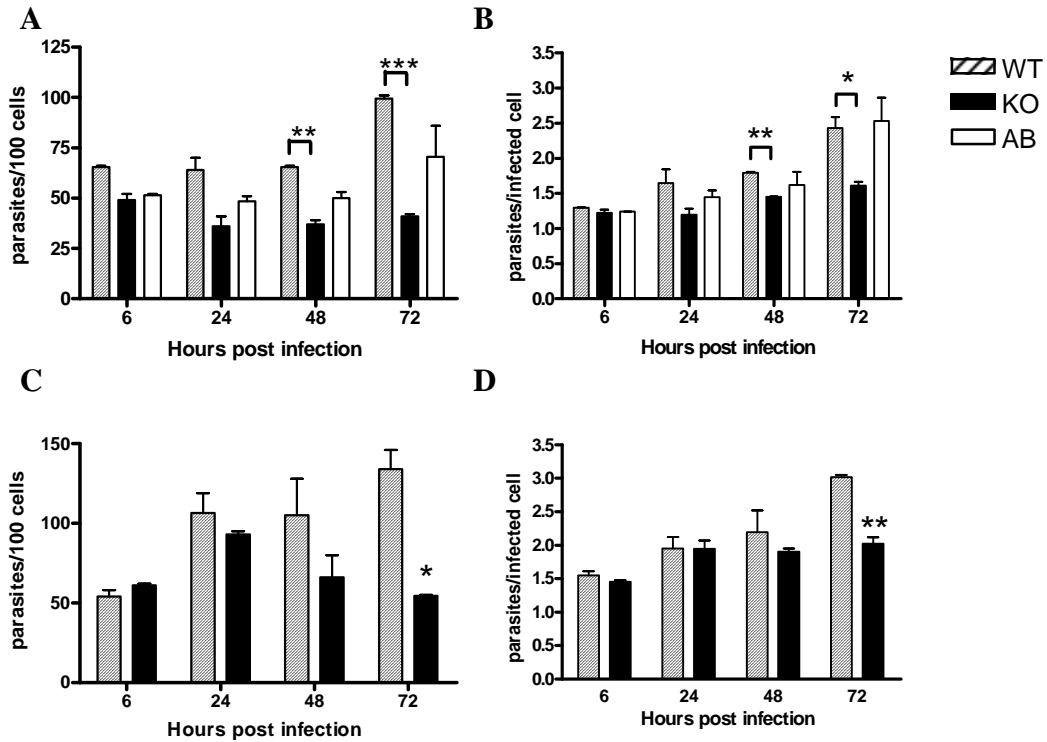 A
125
100
75
50
25
0
parasites/100 cells
**
***
6 24 48 72
Hours post infection
B
3.5
3.0
2.5
2.0
1.5
1.0
0.5
0.0
parasites/infected cell
**
*
6 24 48 72
Hours post infection
WT
KO
AB
C
150
100
50
0
parasites/100 cells
*
6 24 48 72
Hours post infection
D
3.5
3.0
2.5
2.0
1.5
1.0
0.5
0.0
parasites/infected cell
**
6 24 48 72
Hours post infection